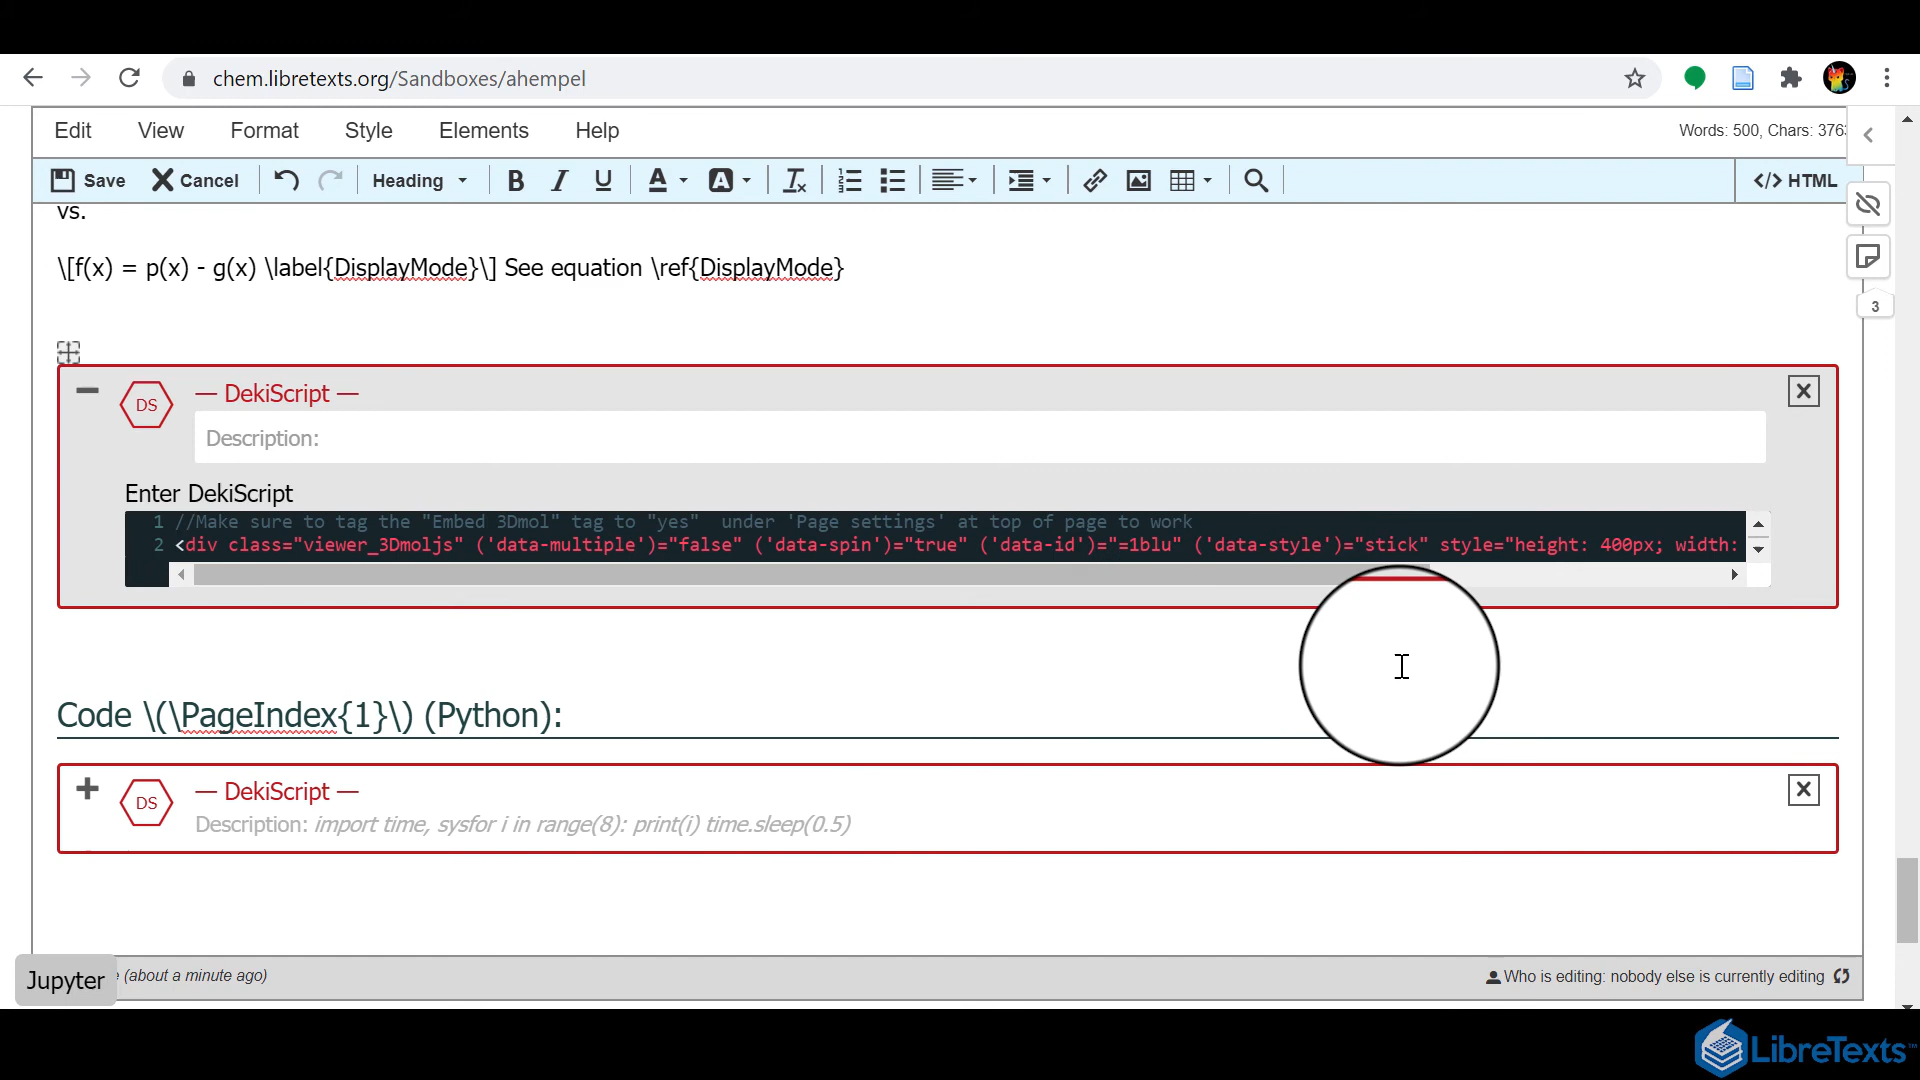 chem.libretexts.org/Sandboxes/ahempel
Edit View Format Style Elements Help Words: 500, Chars: 376
Save Cancel Heading B I U A A HTML
vs.
\[f(x) = p(x) - g(x) \label{DisplayMode}\] See equation \ref{DisplayMode}
3
DS — DekiScript —
Description:
Enter DekiScript
1 //Make sure to tag the "Embed 3Dmol" tag to "yes"  under 'Page settings' at top of page to work
2 <div class="viewer_3Dmoljs" ('data-multiple')="false" ('data-spin')="true" ('data-id')="=1blu" ('data-style')="stick" style="height: 400px; width:
Code \(\PageIndex{1}\) (Python):
DS — DekiScript —
Description: import time, sysfor i in range(8): print(i) time.sleep(0.5)
Jupyter (about a minute ago) Who is editing: nobody else is currently editing
LibreTexts™